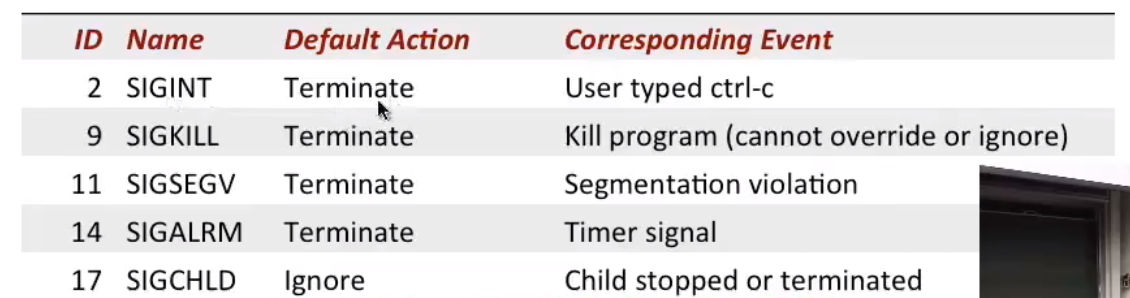 ID Name Default Action Corresponding Event
2 SIGINT Terminate User typed ctrl-c
9 SIGKILL Terminate Kill program (cannot override or ignore)
11 SIGSEGV Terminate Segmentation violation
14 SIGALRM Terminate Timer signal
17 SIGCHLD Ignore Child stopped or terminated